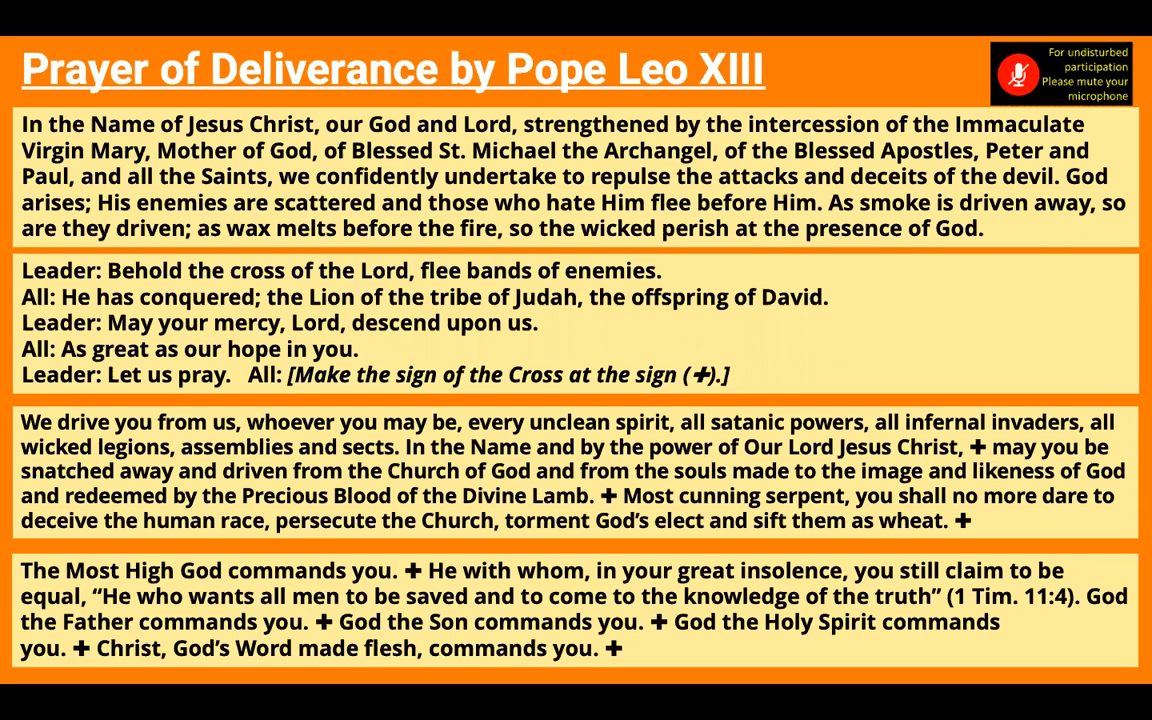 Prayer of Deliverance by Pope Leo XIII
For undisturbed
participation
Please mute your
microphone
In the Name of Jesus Christ, our God and Lord, strengthened by the intercession of the Immaculate
Virgin Mary, Mother of God, of Blessed St. Michael the Archangel, of the Blessed Apostles, Peter and
Paul, and all the Saints, we confidently undertake to repulse the attacks and deceits of the devil. God
arises; His enemies are scattered and those who hate Him flee before Him. As smoke is driven away, so
are they driven; as wax melts before the fire, so the wicked perish at the presence of God.
Leader: Behold the cross of the Lord, flee bands of enemies.
All: He has conquered; the Lion of the tribe of Judah, the offspring of David.
Leader: May your mercy, Lord, descend upon us.
All: As great as our hope in you.
Leader: Let us pray.   All: [Make the sign of the Cross at the sign (✚).]
We drive you from us, whoever you may be, every unclean spirit, all satanic powers, all infernal invaders, all
wicked legions, assemblies and sects. In the Name and by the power of Our Lord Jesus Christ, ✚ may you be
snatched away and driven from the Church of God and from the souls made to the image and likeness of God
and redeemed by the Precious Blood of the Divine Lamb. ✚ Most cunning serpent, you shall no more dare to
deceive the human race, persecute the Church, torment God's elect and sift them as wheat. ✚
The Most High God commands you. ✚ He with whom, in your great insolence, you still claim to be
equal, "He who wants all men to be saved and to come to the knowledge of the truth" (1 Tim. 11:4). God
the Father commands you. ✚ God the Son commands you. ✚ God the Holy Spirit commands
you. ✚ Christ, God's Word made flesh, commands you. ✚